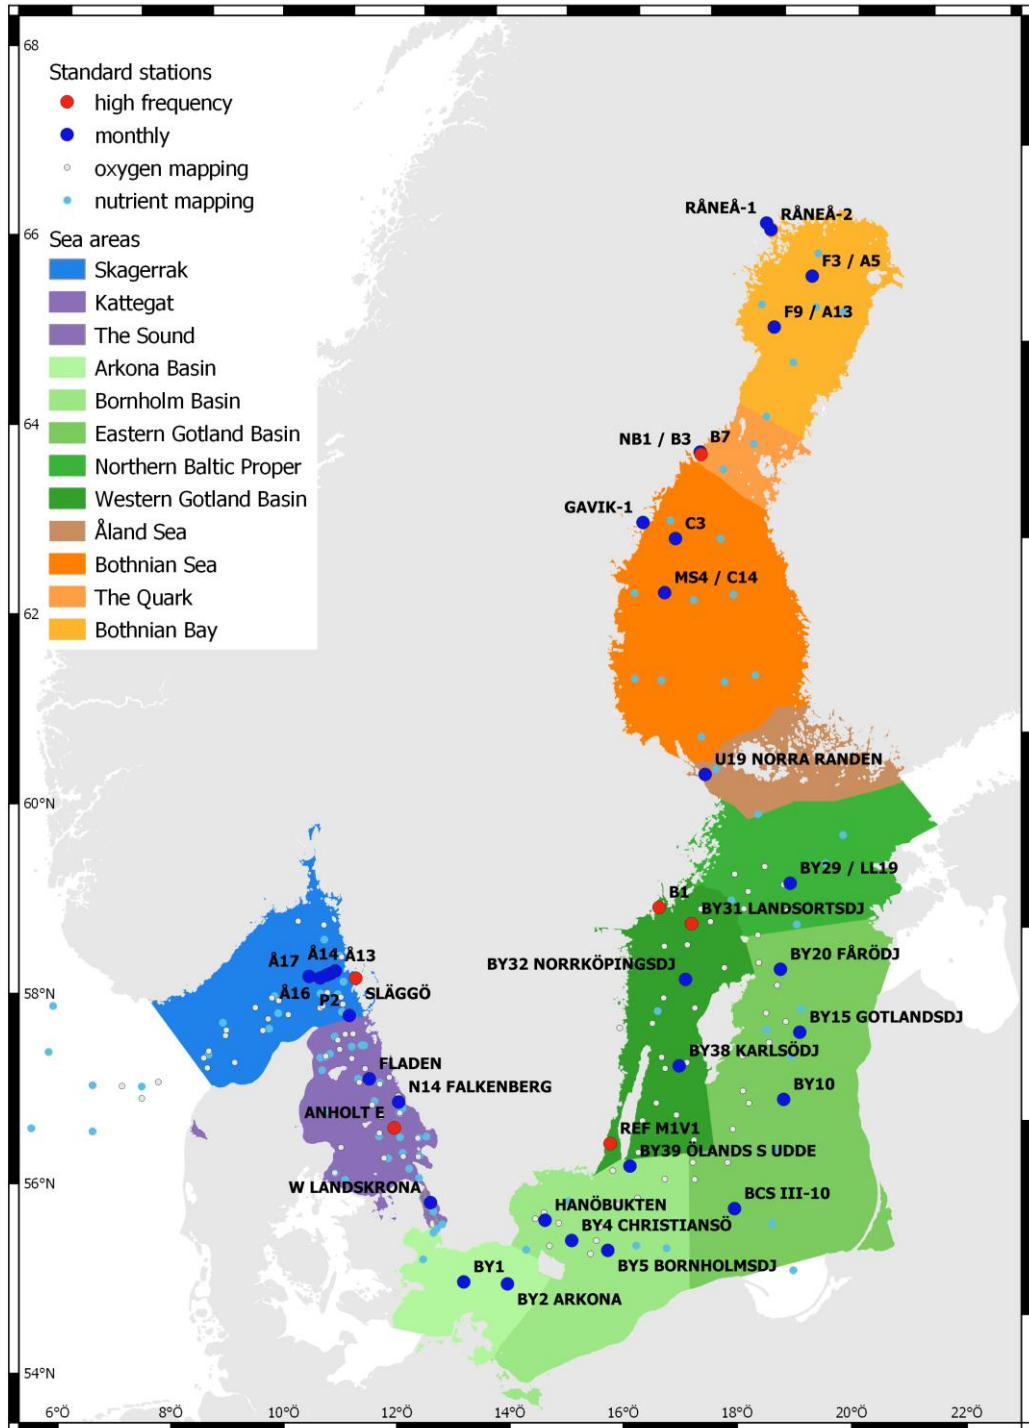 68
Standard stations
high frequency
monthly
oxygen mapping
nutrient mapping
Sea areas
Skagerrak
Kattegat
The Sound
Arkona Basin
Bornholm Basin
Eastern Gotland Basin
Northern Baltic Proper
Western Gotland Basin
Åland Sea
Bothnian Sea
The Quark
Bothnian Bay
66
64
62
60°N
58°N
56°N
54°N
RÅNEÅ-1
RÅNEÅ-2
F3 / A5
F9 / A13
NB1 / B3
B7
GAVIK-1
C3
MS4 / C14
U19 NORRA RANDEN
BY29 / LL19
B1
BY31 LANDSORTSDJ
BY20 FÅRÖDJ
BY32 NORRKÖPINGSDJ
Å17
Å14
Å13
Å16
P2
SLÄGGÖ
BY15 GOTLANDSDJ
BY38 KARLSÖDJ
FLADEN
N14 FALKENBERG
BY10
ANHOLT E
REF M1V1
BY39 ÖLANDS S UDDE
W LANDSKRONA
HANÖBUKTEN
BCS III-10
BY4 CHRISTIANSÖ
BY5 BORNHOLMSDJ
BY1
BY2 ARKONA
6°O
8°O
10°O
12°O
14°O
16°O
18°O
20°O
22°O